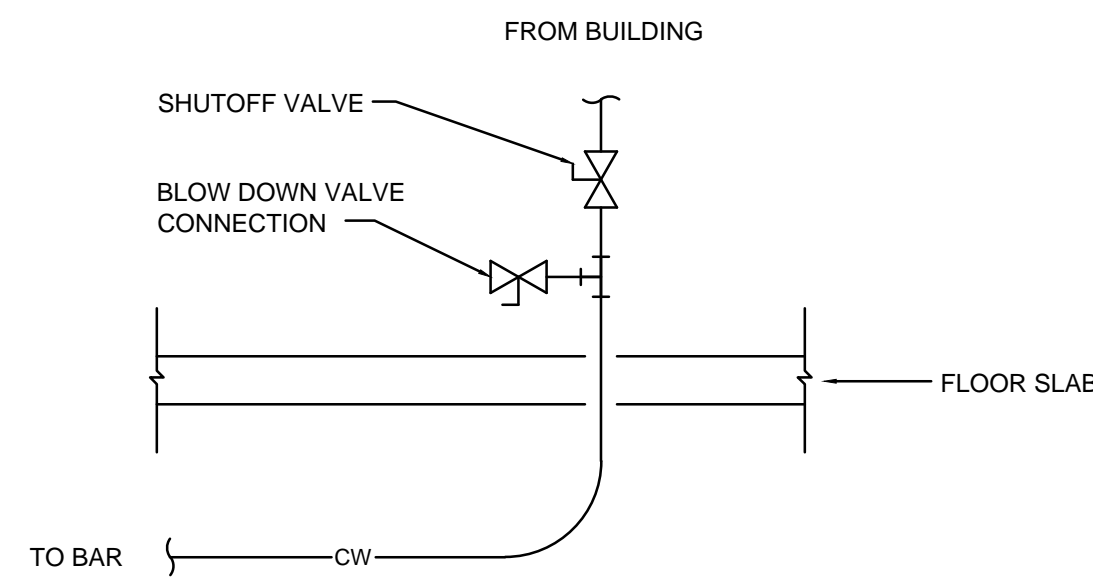 FROM BUILDING
SHUTOFF VALVE
BLOW DOWN VALVE
CONNECTION
FLOOR SLAB
TO BAR
CW